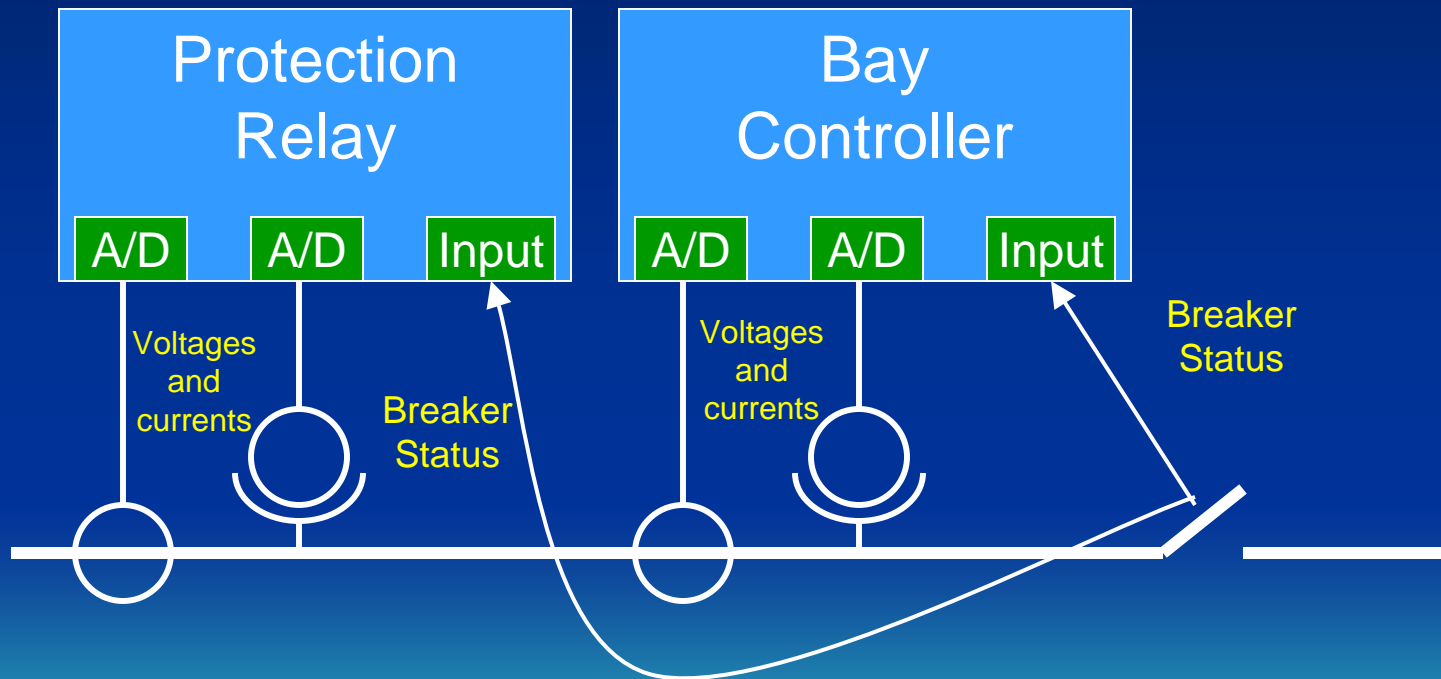 Protection
Relay
A/D
A/D
Input
Bay
Controller
A/D
A/D
Input
Voltages
and
currents
Breaker
Status
Voltages
and
currents
Breaker
Status